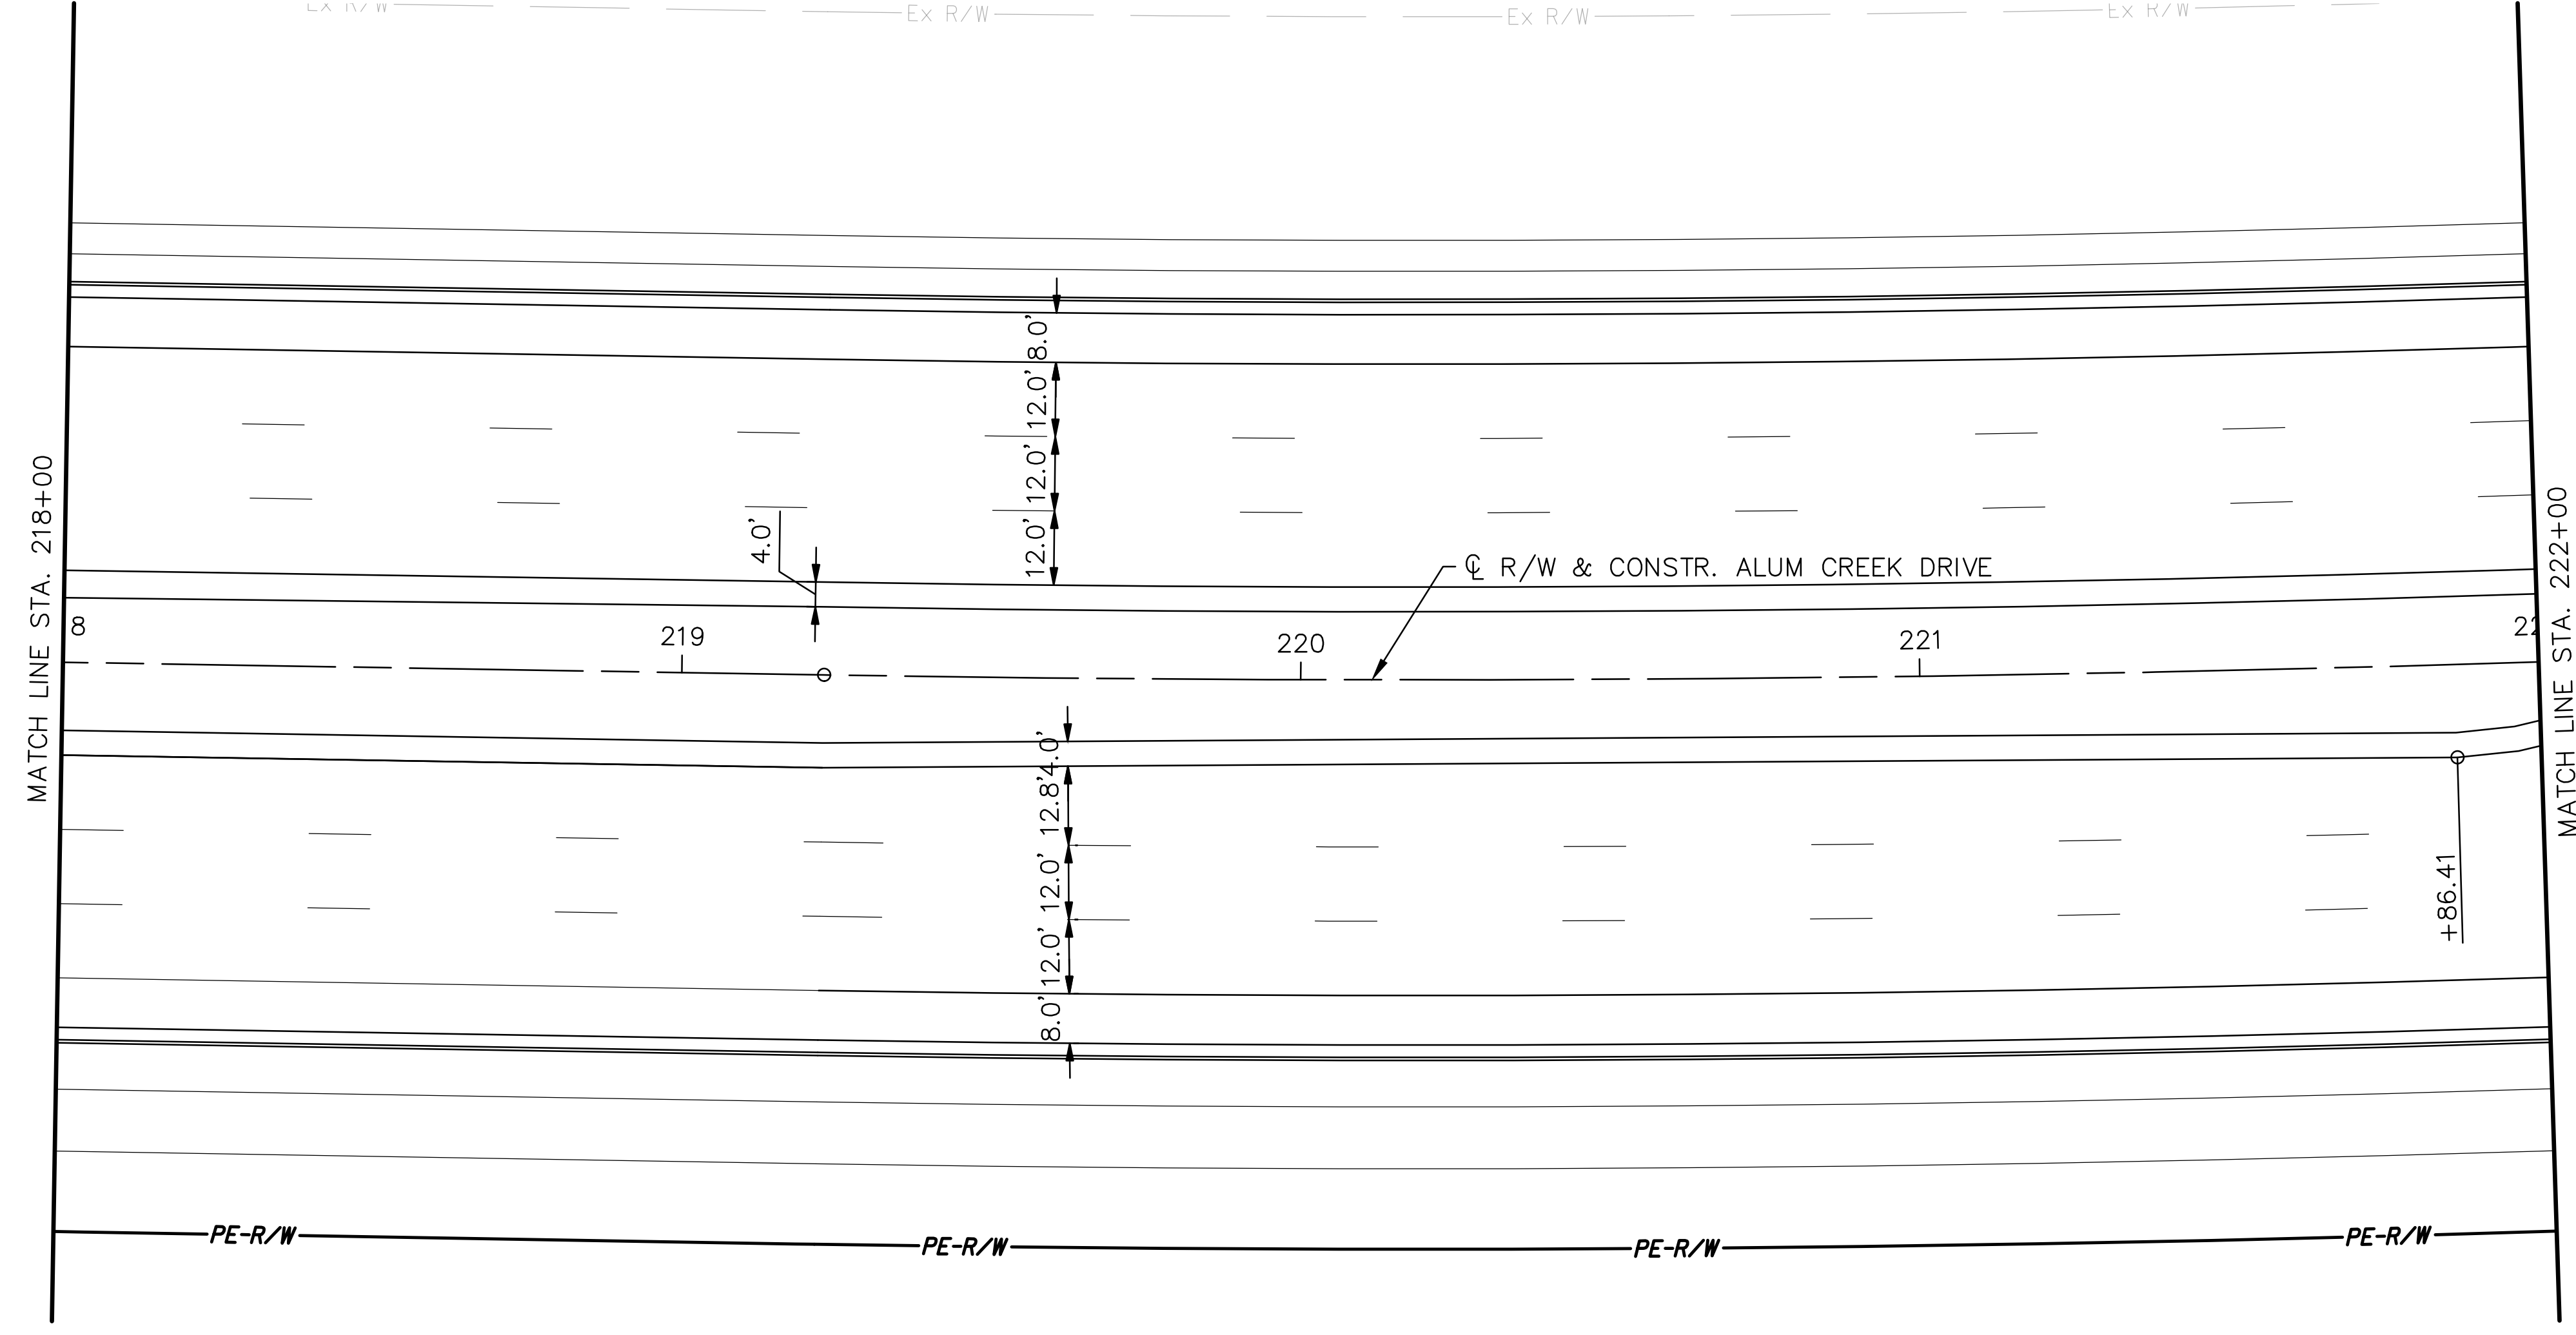 Ex R/W
Ex R/W
Ex R/W
Ex R/W
8.0'
12.0'
12.0'
12.0'
4.0'
MATCH LINE STA. 218+00
MATCH LINE STA. 222+00
℄ R/W & CONSTR. ALUM CREEK DRIVE
8
219
220
221
22
4.0'
12.8'
12.0'
12.0'
8.0'
+86.41
PE-R/W
PE-R/W
PE-R/W
PE-R/W